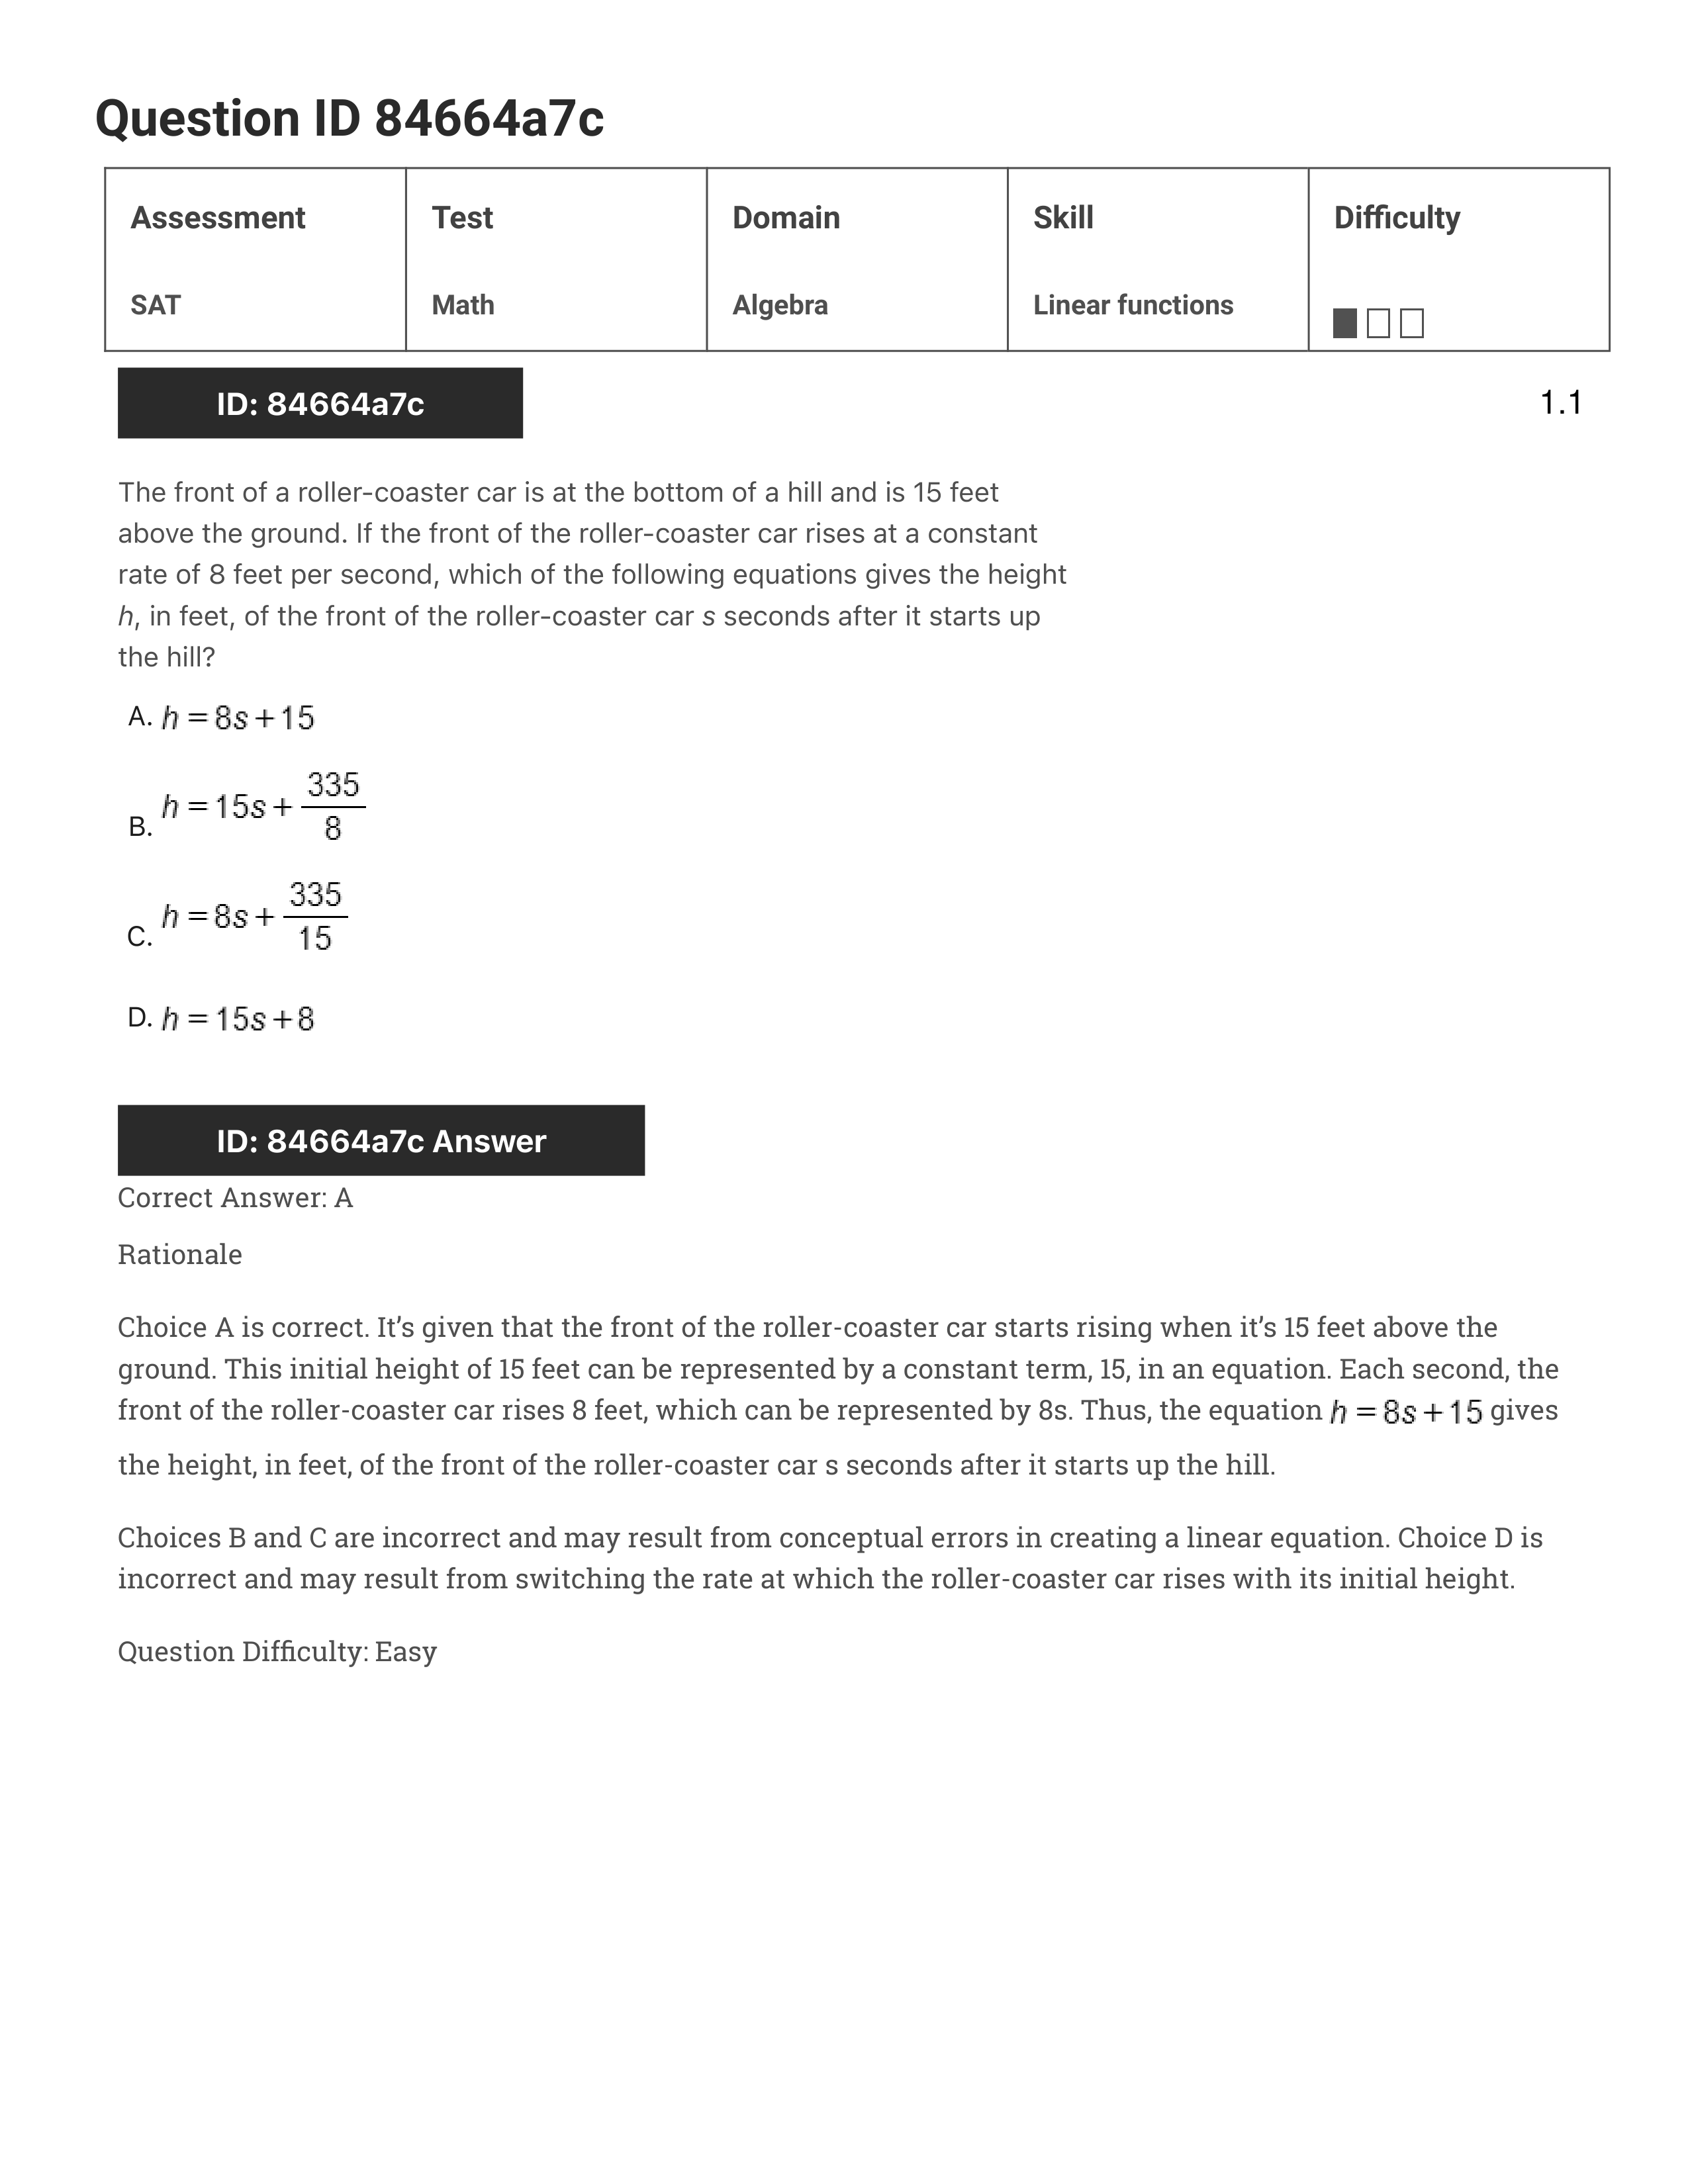 Question ID 84664a7c
Assessment Test Domain Skill Difficulty
SAT Math Algebra Linear functions
ID: 84664a7c 1.1
The front of a roller-coaster car is at the bottom of a hill and is 15 feet
above the ground. If the front of the roller-coaster car rises at a constant
rate of 8 feet per second, which of the following equations gives the height
h, in feet, of the front of the roller-coaster car s seconds after it starts up
the hill?
A. h = 8s + 15
B. h = 15s + 335/8
C. h = 8s + 335/15
D. h = 15s + 8
ID: 84664a7c Answer
Correct Answer: A
Rationale
Choice A is correct. It’s given that the front of the roller-coaster car starts rising when it’s 15 feet above the
ground. This initial height of 15 feet can be represented by a constant term, 15, in an equation. Each second, the
front of the roller-coaster car rises 8 feet, which can be represented by 8s. Thus, the equation h = 8s + 15 gives
the height, in feet, of the front of the roller-coaster car s seconds after it starts up the hill.
Choices B and C are incorrect and may result from conceptual errors in creating a linear equation. Choice D is
incorrect and may result from switching the rate at which the roller-coaster car rises with its initial height.
Question Difficulty: Easy